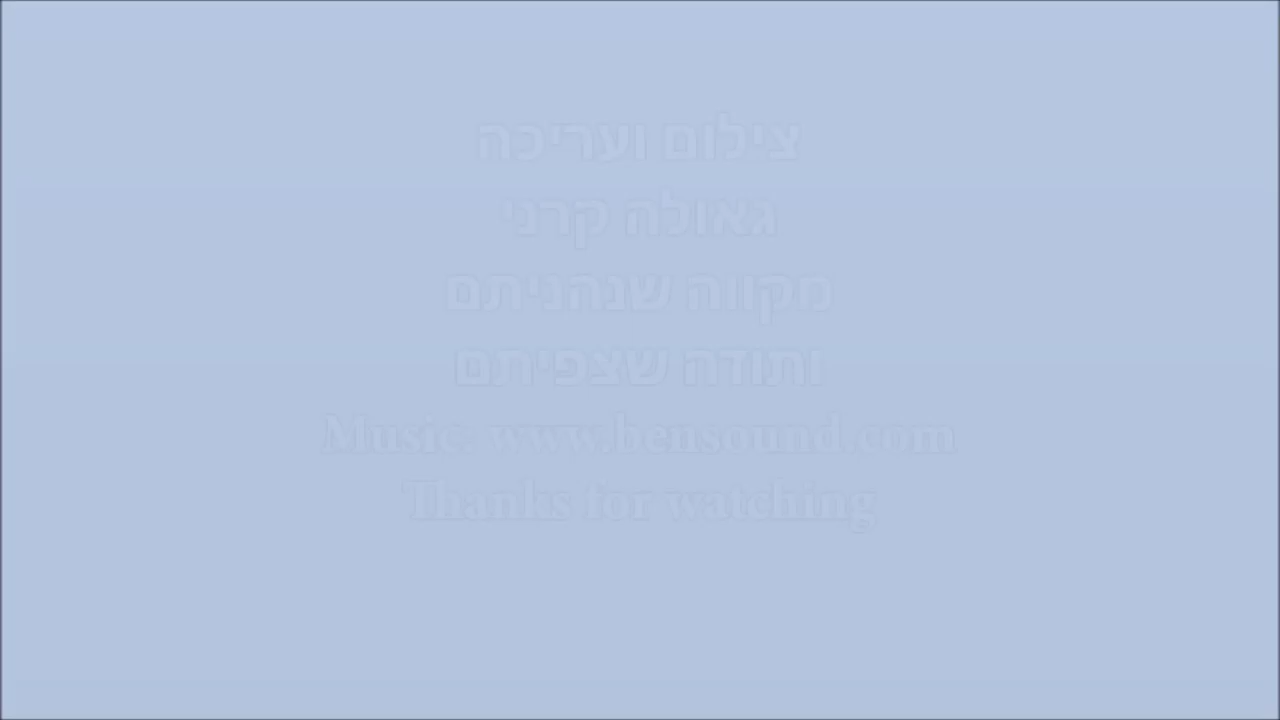 צילום ועריכה
גאולה קרני
מקווה שנהניתם
ותודה שצפיתם
Music: www.bensound.com
Thanks for watching